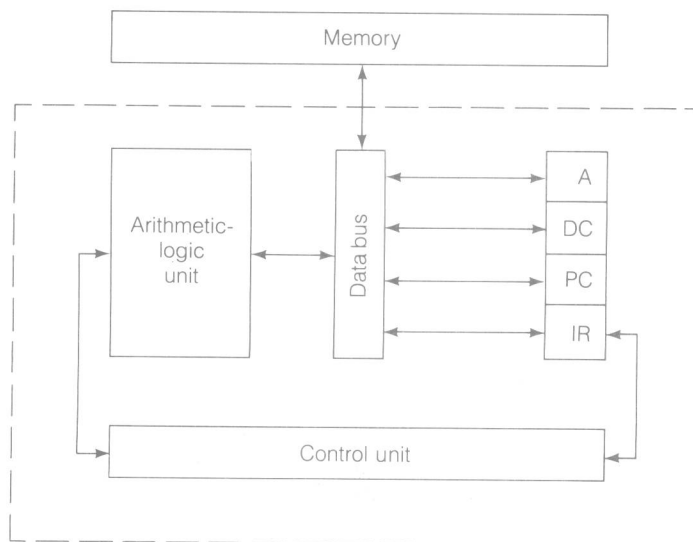 Memory
Arithmetic-
logic
unit
Data bus
A
DC
PC
IR
Control unit